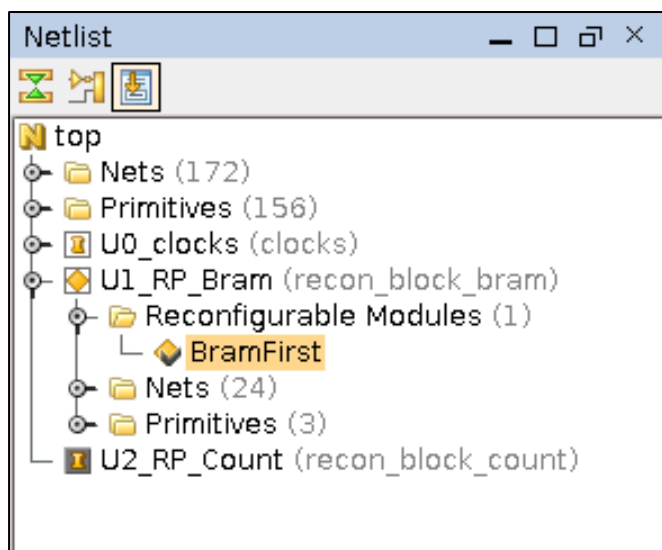 Netlist
top
Nets (172)
Primitives (156)
U0_clocks (clocks)
U1_RP_Bram (recon_block_bram)
Reconfigurable Modules (1)
BramFirst
Nets (24)
Primitives (3)
U2_RP_Count (recon_block_count)